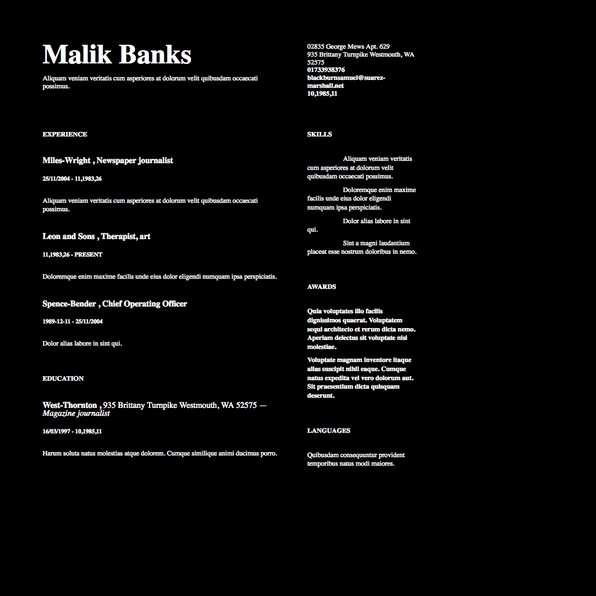 Malik Banks
Aliquam veniam veritatis cum asperiores at dolorum velit quibusdam occaecati
possimus.
02835 George Mews Apt. 629
935 Brittany Turnpike Westmouth, WA
52575
01733938376
blackburnsamuel@suarez-
marshall.net
10,1985,11
EXPERIENCE
Miles-Wright , Newspaper journalist
25/11/2004 - 11,1983,26
Aliquam veniam veritatis cum asperiores at dolorum velit quibusdam occaecati
possimus.
Leon and Sons , Therapist, art
11,1983,26 - PRESENT
Doloremque enim maxime facilis unde eius dolor eligendi numquam ipsa perspiciatis.
Spence-Bender , Chief Operating Officer
1989-12-11 - 25/11/2004
Dolor alias labore in sint qui.
EDUCATION
West-Thornton , 935 Brittany Turnpike Westmouth, WA 52575 —
Magazine journalist
16/03/1997 - 10,1985,11
Harum soluta natus molestias atque dolorem. Cumque similique animi ducimus porro.
SKILLS
Aliquam veniam veritatis
cum asperiores at dolorum velit
quibusdam occaecati possimus.
Doloremque enim maxime
facilis unde eius dolor eligendi
numquam ipsa perspiciatis.
Dolor alias labore in sint
qui.
Sint a magni laudantium
placeat esse nostrum doloribus in nemo.
AWARDS
Quia voluptates illo facilis
dignissimos quaerat. Voluptatem
sequi architecto et rerum dicta nemo.
Aperiam delectus sit voluptate nisi
molestiae.
Voluptate magnam inventore itaque
alias suscipit nihil eaque. Cumque
natus expedita vel vero dolorum aut.
Sit praesentium dicta quisquam
deserunt.
LANGUAGES
Quibusdam consequuntur provident
temporibus natus modi maiores.